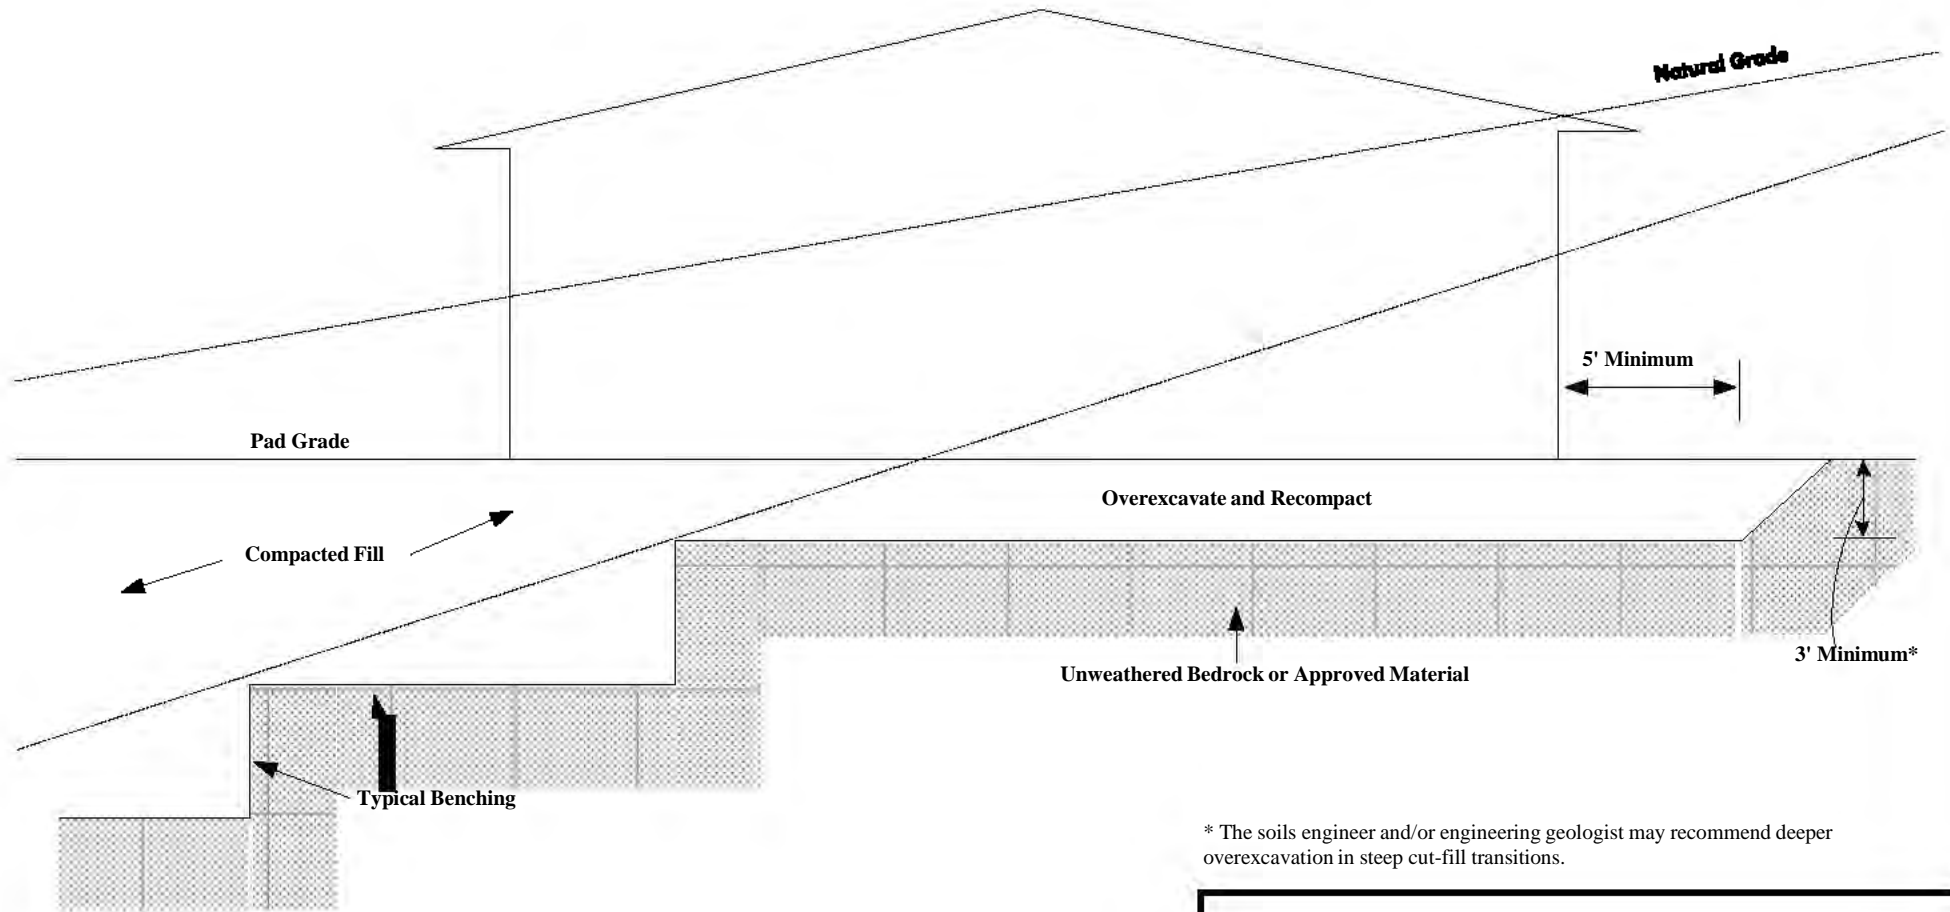 Natural Grade
5' Minimum
Pad Grade
Overexcavate and Recompact
Compacted Fill
3' Minimum*
Unweathered Bedrock or Approved Material
Typical Benching
* The soils engineer and/or engineering geologist may recommend deeper
overexcavation in steep cut-fill transitions.